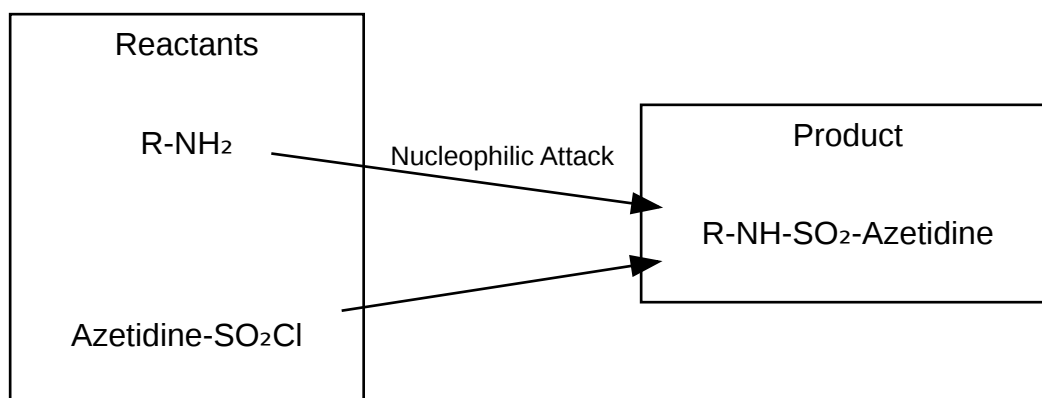 Reactants
R-NH₂
Azetidine-SO₂Cl
Nucleophilic Attack
Product
R-NH-SO₂-Azetidine